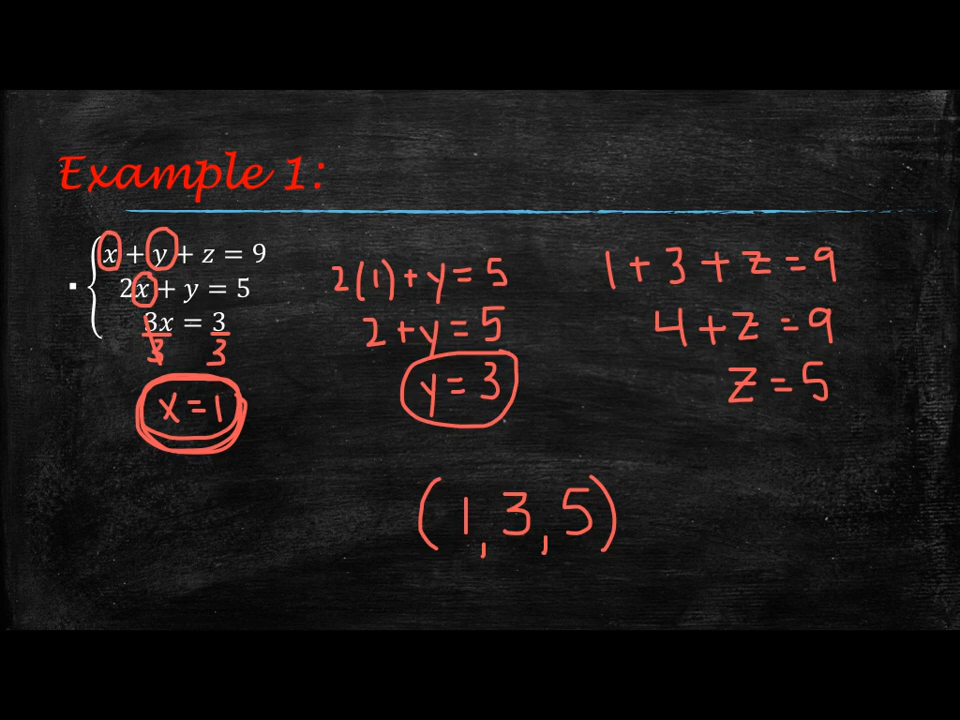 Example 1:
x + y + z = 9
2x + y = 5
3x = 3
3 3
x = 1
2(1) + y = 5
2 + y = 5
y = 3
1 + 3 + z = 9
4 + z = 9
z = 5
(1, 3, 5)